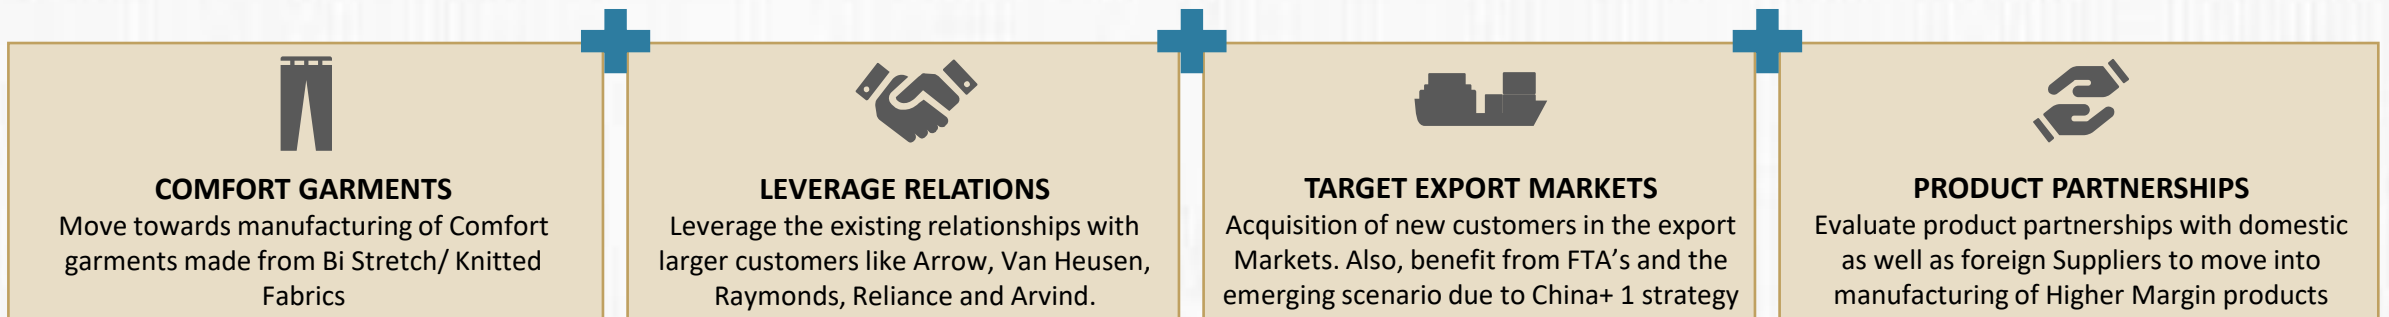 COMFORT GARMENTS
Move towards manufacturing of Comfort
garments made from Bi Stretch/ Knitted
Fabrics
LEVERAGE RELATIONS
Leverage the existing relationships with
larger customers like Arrow, Van Heusen,
Raymonds, Reliance and Arvind.
TARGET EXPORT MARKETS
Acquisition of new customers in the export
Markets. Also, benefit from FTA's and the
emerging scenario due to China+ 1 strategy
PRODUCT PARTNERSHIPS
Evaluate product partnerships with domestic
as well as foreign Suppliers to move into
manufacturing of Higher Margin products